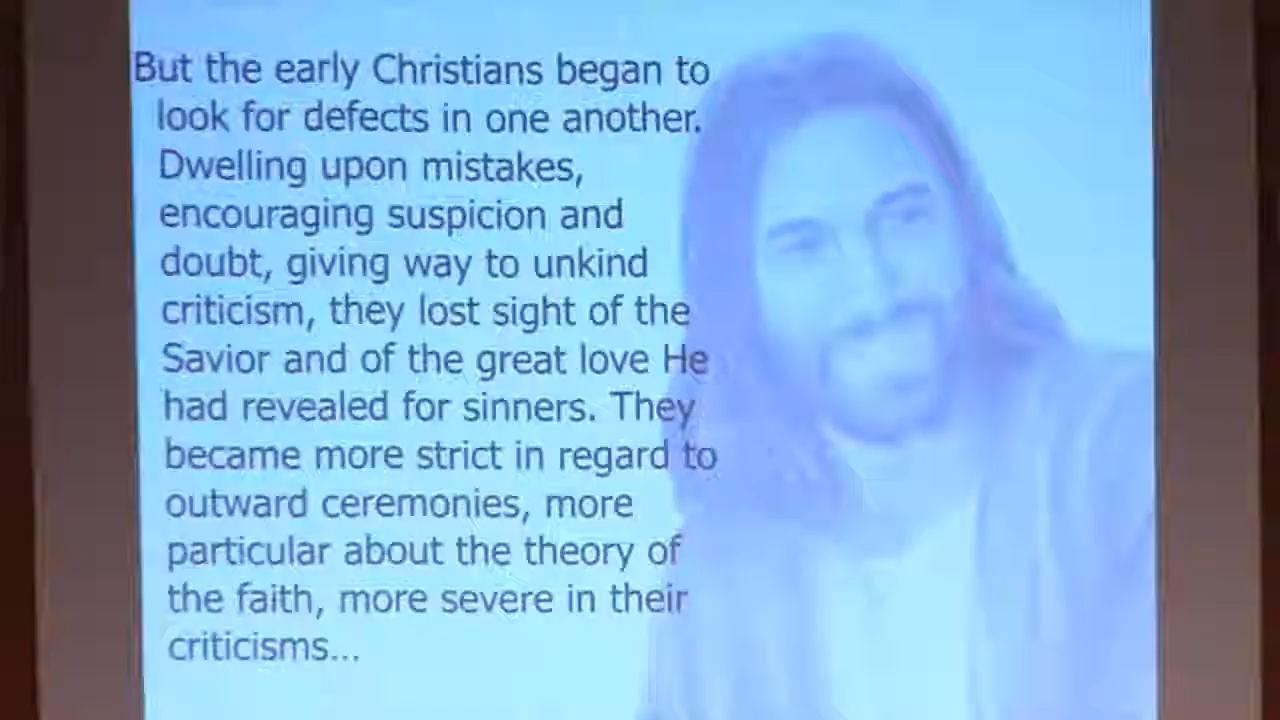 But the early Christians began to
look for defects in one another.
Dwelling upon mistakes,
encouraging suspicion and
doubt, giving way to unkind
criticism, they lost sight of the
Savior and of the great love He
had revealed for sinners. They
became more strict in regard to
outward ceremonies, more
particular about the theory of
the faith, more severe in their
criticisms...